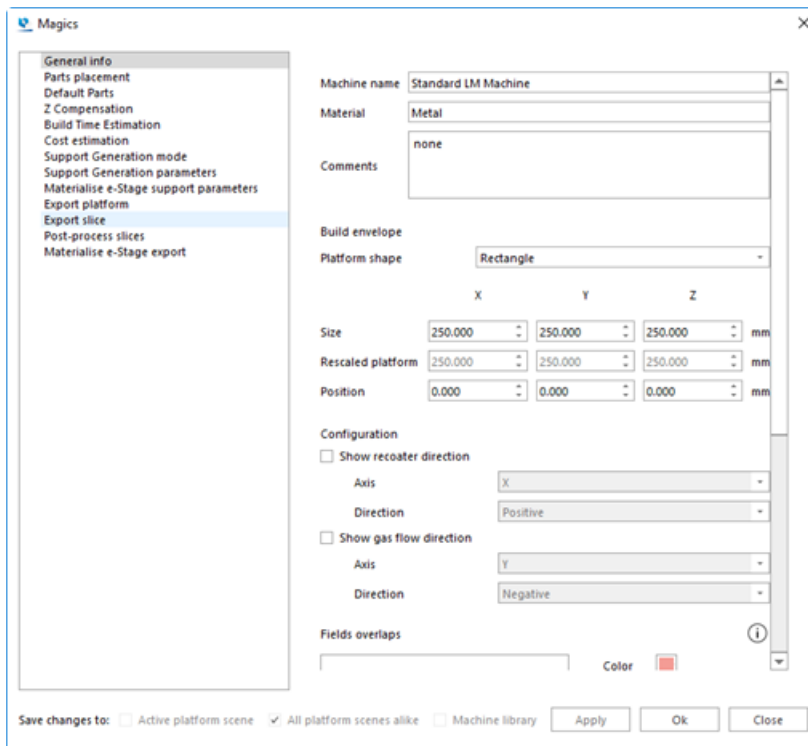 Magics
General info
Parts placement
Default Parts
Z Compensation
Build Time Estimation
Cost estimation
Support Generation mode
Support Generation parameters
Materialise e-Stage support parameters
Export platform
Export slice
Post-process slices
Materialise e-Stage export
Machine name Standard LM Machine
Material Metal
Comments none
Build envelope
Platform shape Rectangle
X Y Z
Size 250.000 250.000 250.000 mm
Rescaled platform 250.000 250.000 250.000 mm
Position 0.000 0.000 0.000 mm
Configuration
Show recoater direction
Axis X
Direction Positive
Show gas flow direction
Axis Y
Direction Negative
Fields overlaps
Color
Save changes to: Active platform scene All platform scenes alike Machine library Apply Ok Close